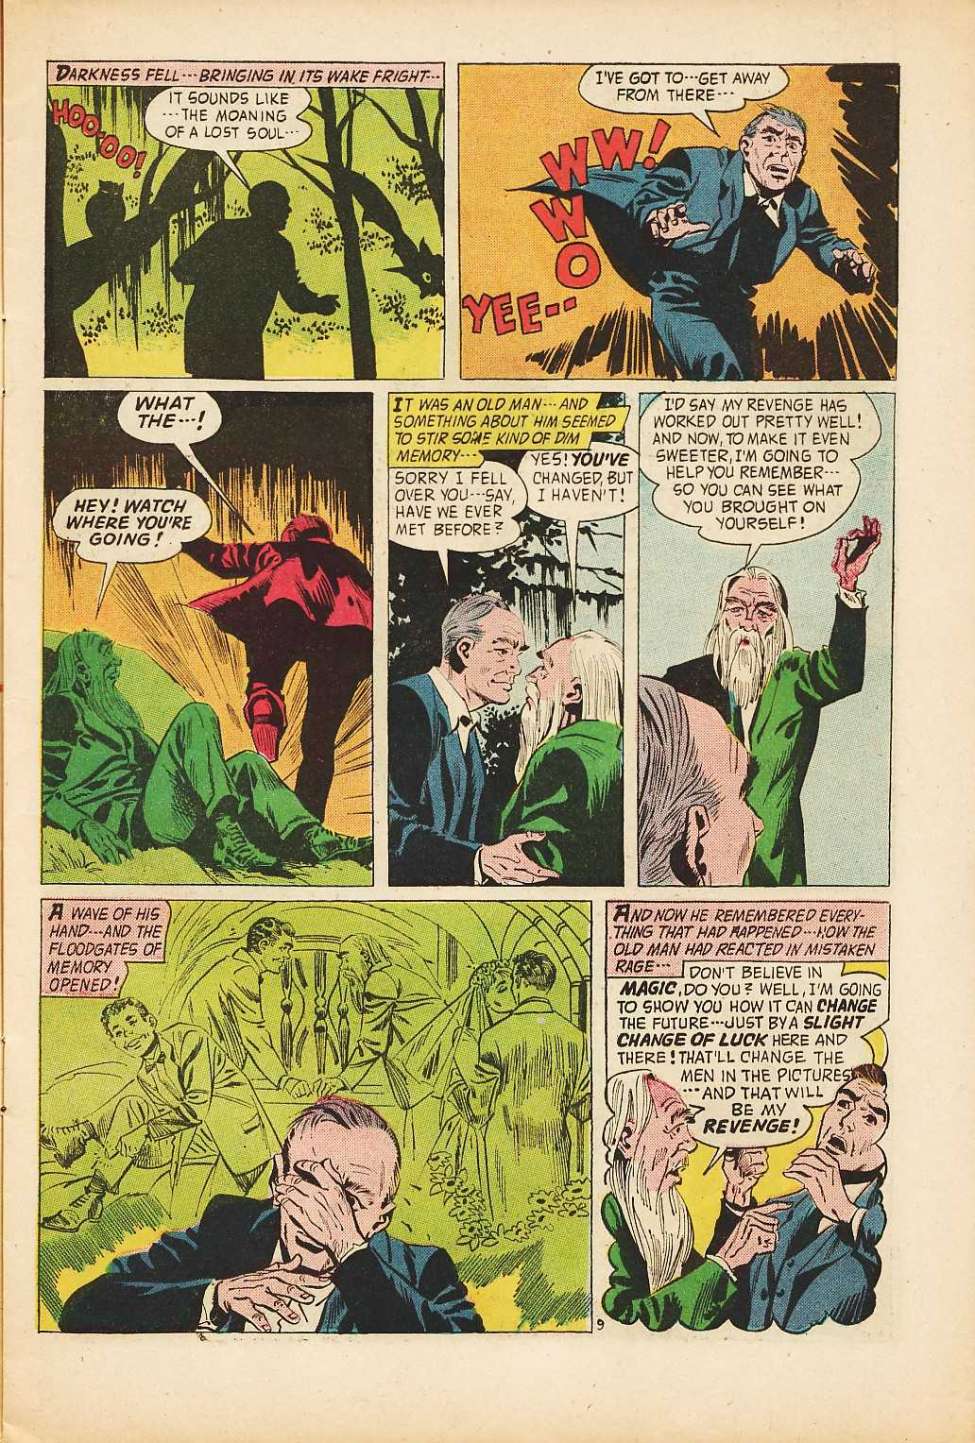 DARKNESS FELL---BRINGING IN ITS WAKE FRIGHT---
HOO-OO!
IT SOUNDS LIKE
---THE MOANING
OF A LOST SOUL---
I'VE GOT TO---GET AWAY
FROM THERE---
YEE--
OWWW!
WHAT
THE---!
HEY! WATCH
WHERE YOU'RE
GOING!
IT WAS AN OLD MAN---AND
SOMETHING ABOUT HIM SEEMED
TO STIR SOME KIND OF DIM
MEMORY---
SORRY I FELL
OVER YOU---SAY,
HAVE WE EVER
MET BEFORE?
YES! YOU'VE
CHANGED, BUT
I HAVEN'T!
I'D SAY MY REVENGE HAS
WORKED OUT PRETTY WELL!
AND NOW, TO MAKE IT EVEN
SWEETER, I'M GOING TO
HELP YOU REMEMBER---
SO YOU CAN SEE WHAT
YOU BROUGHT ON
YOURSELF!
A WAVE OF HIS
HAND---AND THE
FLOODGATES OF
MEMORY
OPENED!
AND NOW HE REMEMBERED EVERY-
THING THAT HAD HAPPENED---HOW THE
OLD MAN HAD REACTED IN MISTAKEN
RAGE---
DON'T BELIEVE IN
MAGIC, DO YOU? WELL, I'M GOING
TO SHOW YOU HOW IT CAN CHANGE
THE FUTURE---JUST BY A SLIGHT
CHANGE OF LUCK HERE AND
THERE! THAT'LL CHANGE THE
MEN IN THE PICTURES
---AND THAT WILL
BE MY
REVENGE!
9